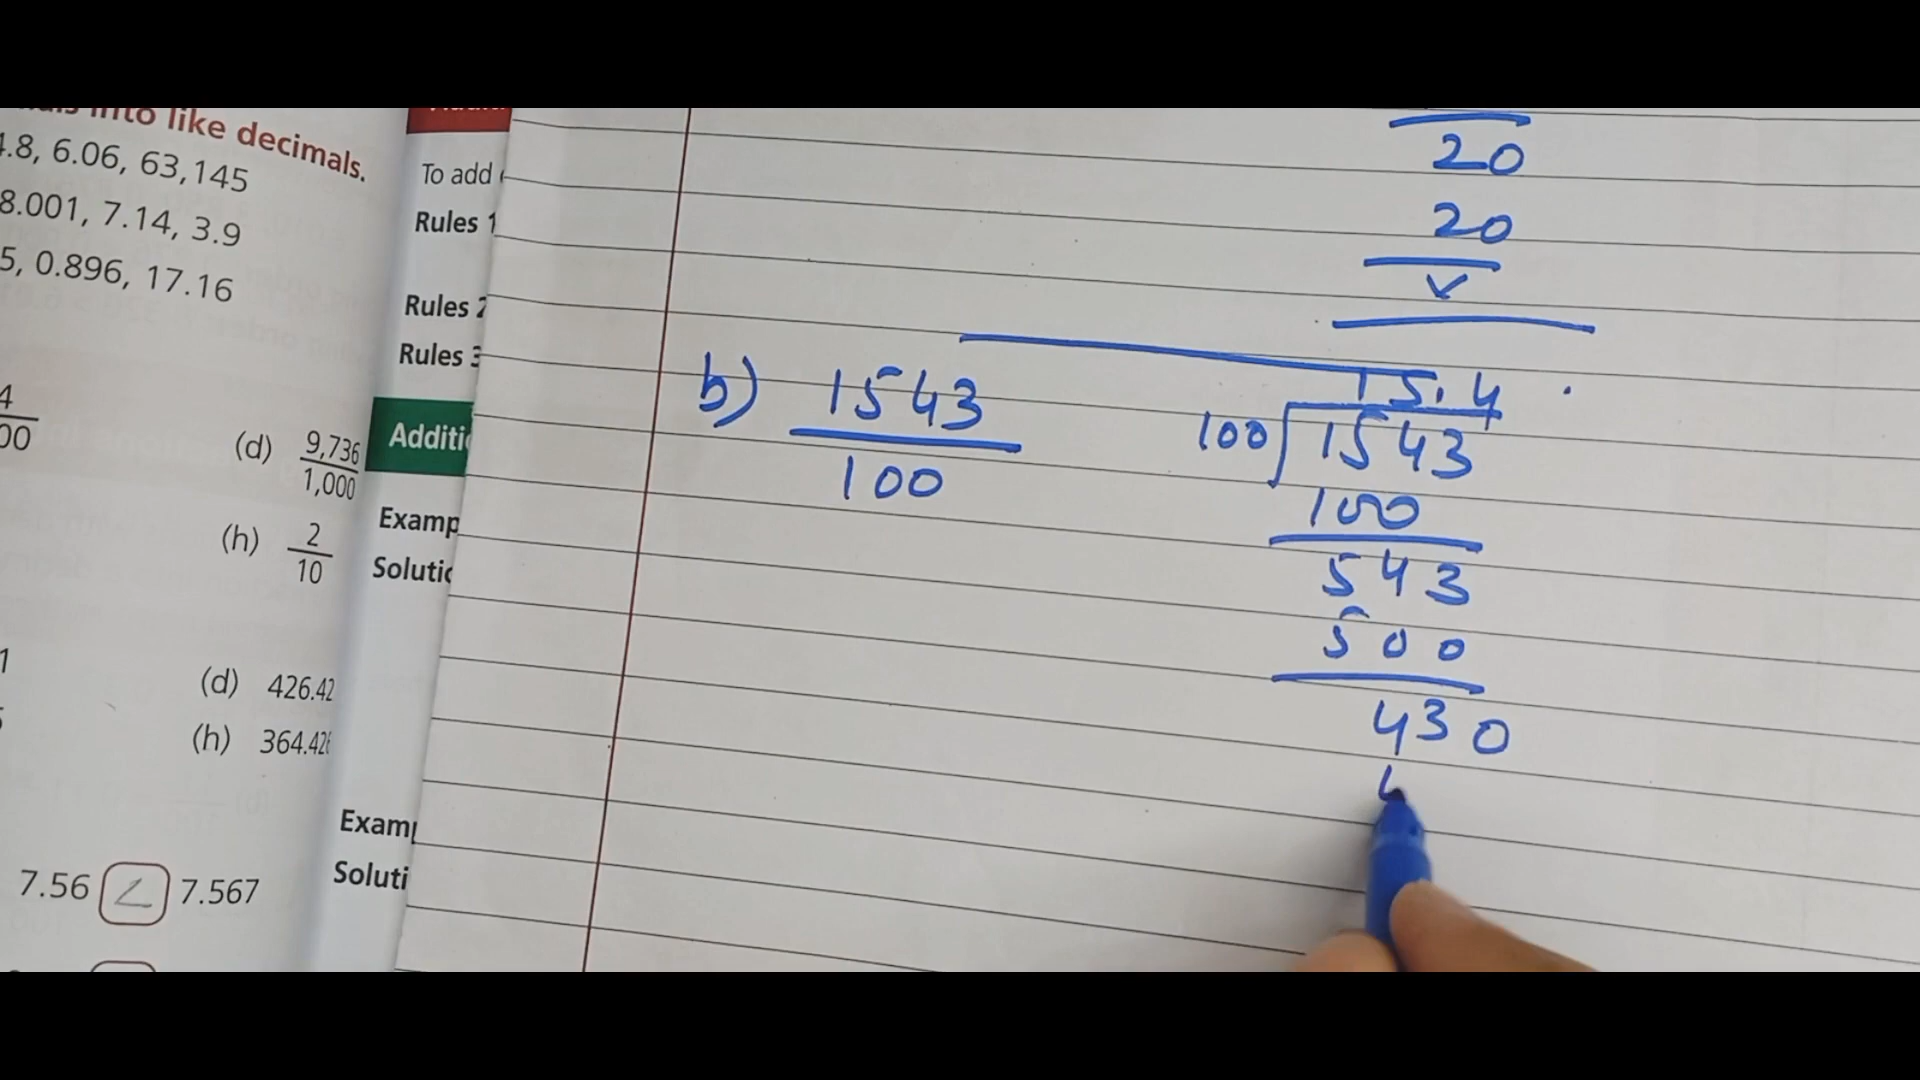 into like decimals.
4.8, 6.06, 63,145
8.001, 7.14, 3.9
5, 0.896, 17.16
4
00
(d) 9,736
1,000
(h) 2
10
1
(d) 426.42
(h) 364.428
7.56 < 7.567
To add
Rules 1
Rules 2
Rules 3
Additi
Examp
Solutio
Examp
Soluti
20
20
b) 1543
100
15.4
100 1543
100
543
500
430
4